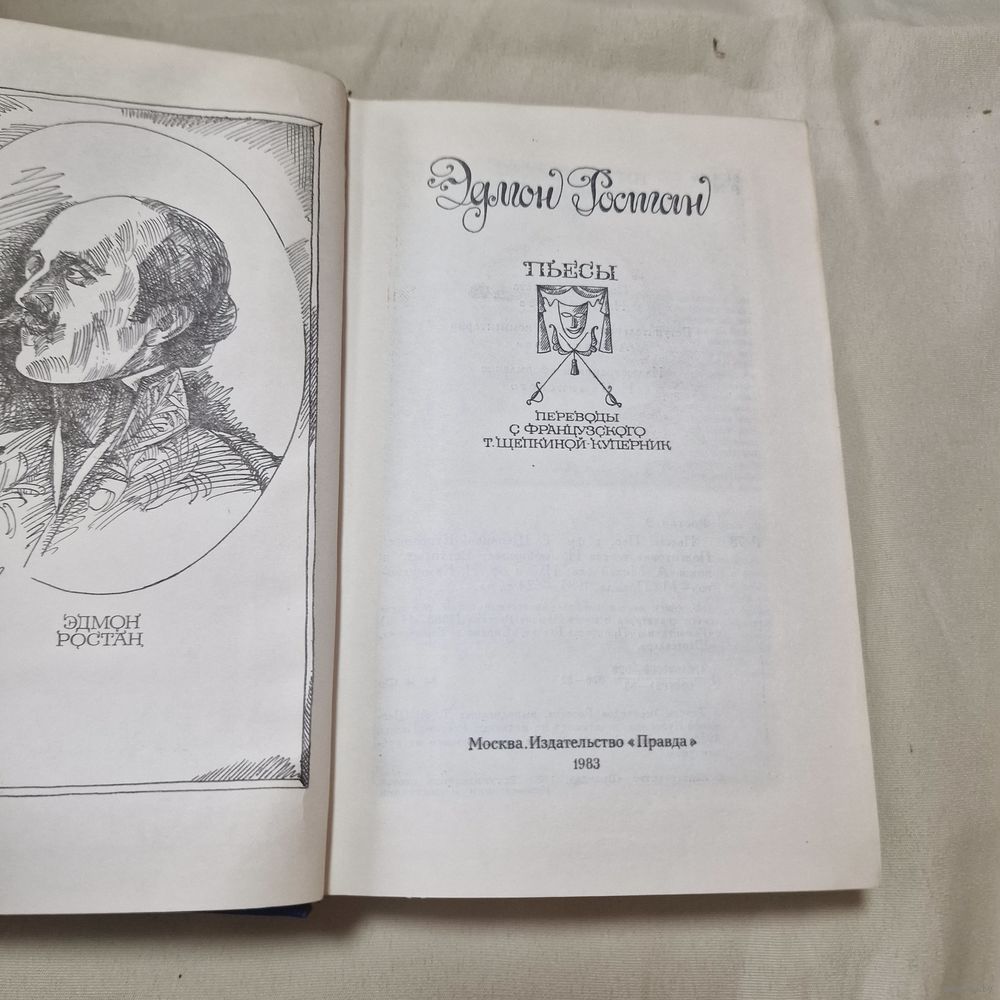 ЭДМОН
РОСТАН
Эдмон Ростан
ПЬЕСЫ
ПЕРЕВОДЫ
С ФРАНЦУЗСКОГО
Т. ЩЕПКИНОЙ-КУПЕРНИК
Москва. Издательство «Правда»
1983